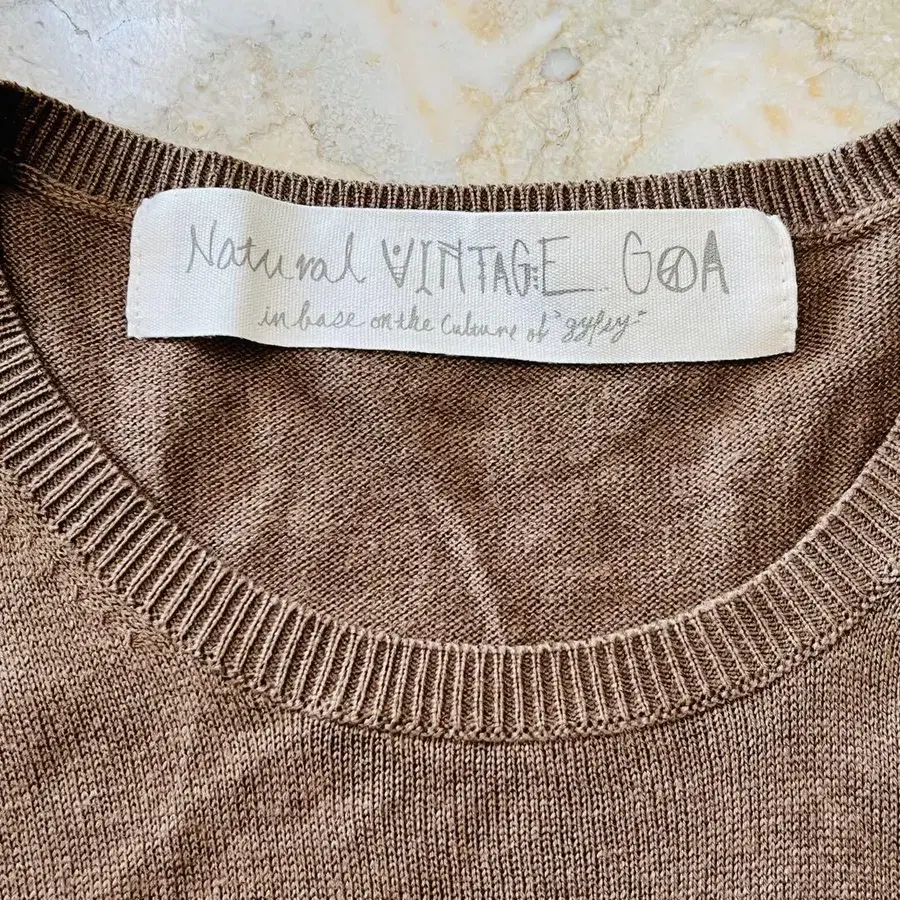 Natural VINTAGE GOA
in base on the Culture of "gypsy"